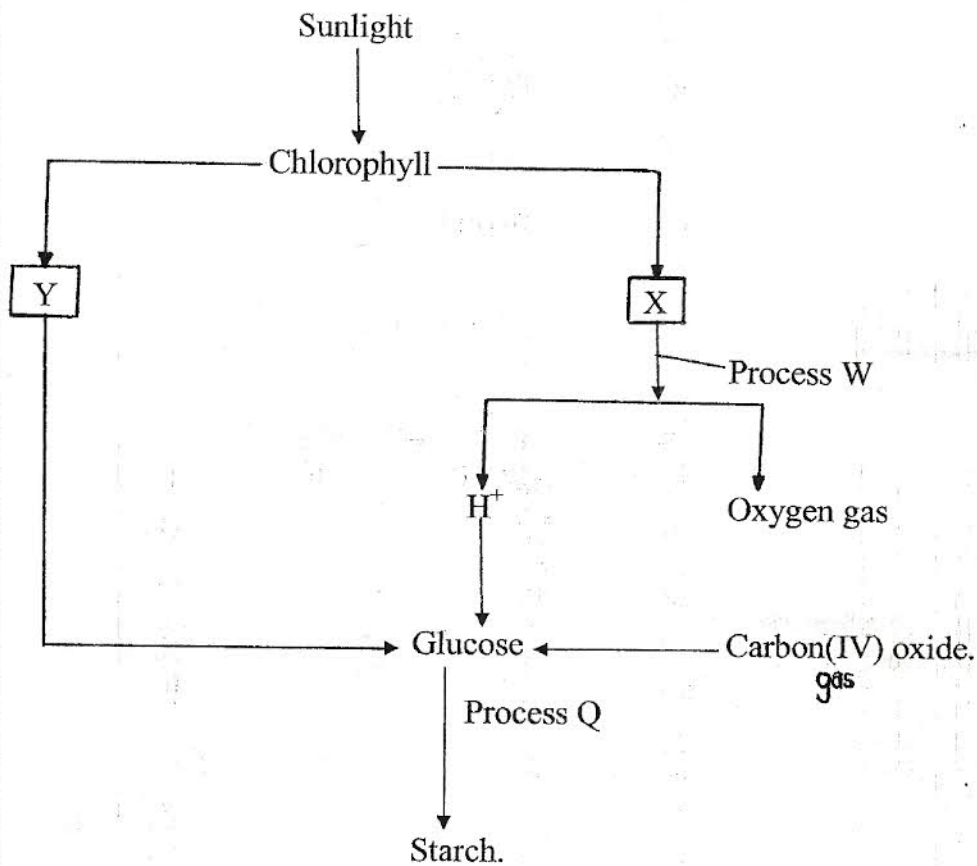 Sunlight
Chlorophyll
Y
X
Process W
H+
Oxygen gas
Glucose
Carbon(IV) oxide.
gas
Process Q
Starch.